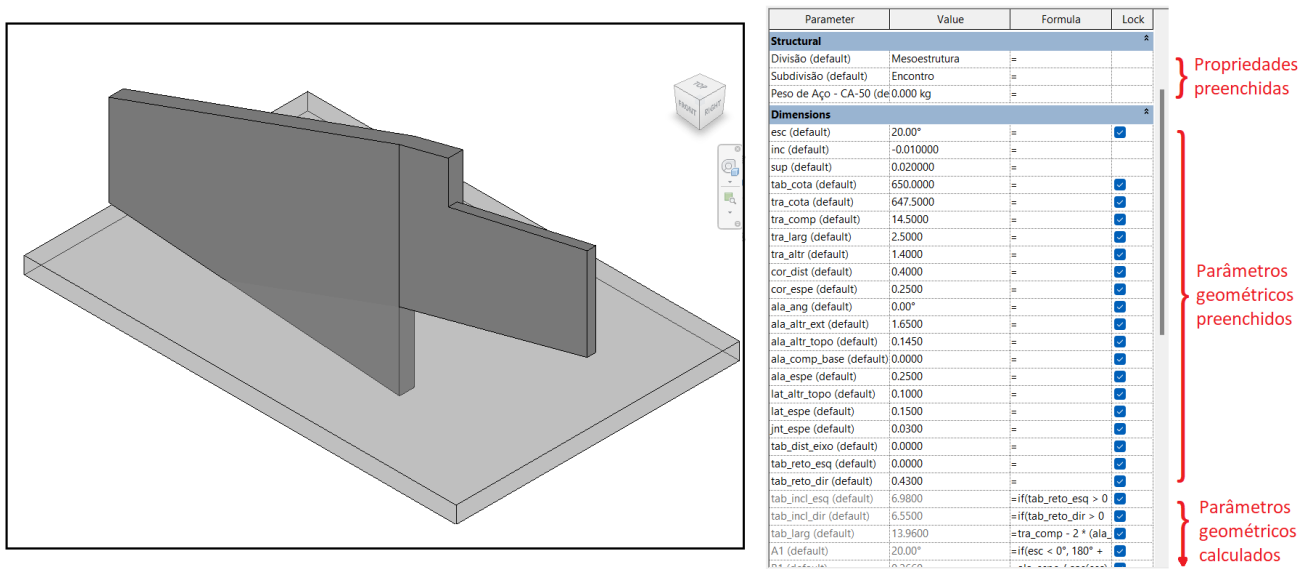 TOP
FRONT
RIGHT
Parameter Value Formula Lock
Structural
Divisão (default) Mesoestrutura =
Subdivisão (default) Encontro =
Peso de Aço - CA-50 (de 0.000 kg =
Dimensions
esc (default) 20.00° =
inc (default) -0.010000 =
sup (default) 0.020000 =
tab_cota (default) 650.0000 =
tra_cota (default) 647.5000 =
tra_comp (default) 14.5000 =
tra_larg (default) 2.5000 =
tra_altr (default) 1.4000 =
cor_dist (default) 0.4000 =
cor_espe (default) 0.2500 =
ala_ang (default) 0.00° =
ala_altr_ext (default) 1.6500 =
ala_altr_topo (default) 0.1450 =
ala_comp_base (default) 0.0000 =
ala_espe (default) 0.2500 =
lat_altr_topo (default) 0.1000 =
lat_espe (default) 0.1500 =
jnt_espe (default) 0.0300 =
tab_dist_eixo (default) 0.0000 =
tab_reto_esq (default) 0.0000 =
tab_reto_dir (default) 0.4300 =
tab_incl_esq (default) 6.9800 =if(tab_reto_esq > 0
tab_incl_dir (default) 6.5500 =if(tab_reto_dir > 0
tab_larg (default) 13.9600 =tra_comp - 2 * (ala_
A1 (default) 20.00° =if(esc < 0°, 180° +
Propriedades
preenchidas
Parâmetros
geométricos
preenchidos
Parâmetros
geométricos
calculados